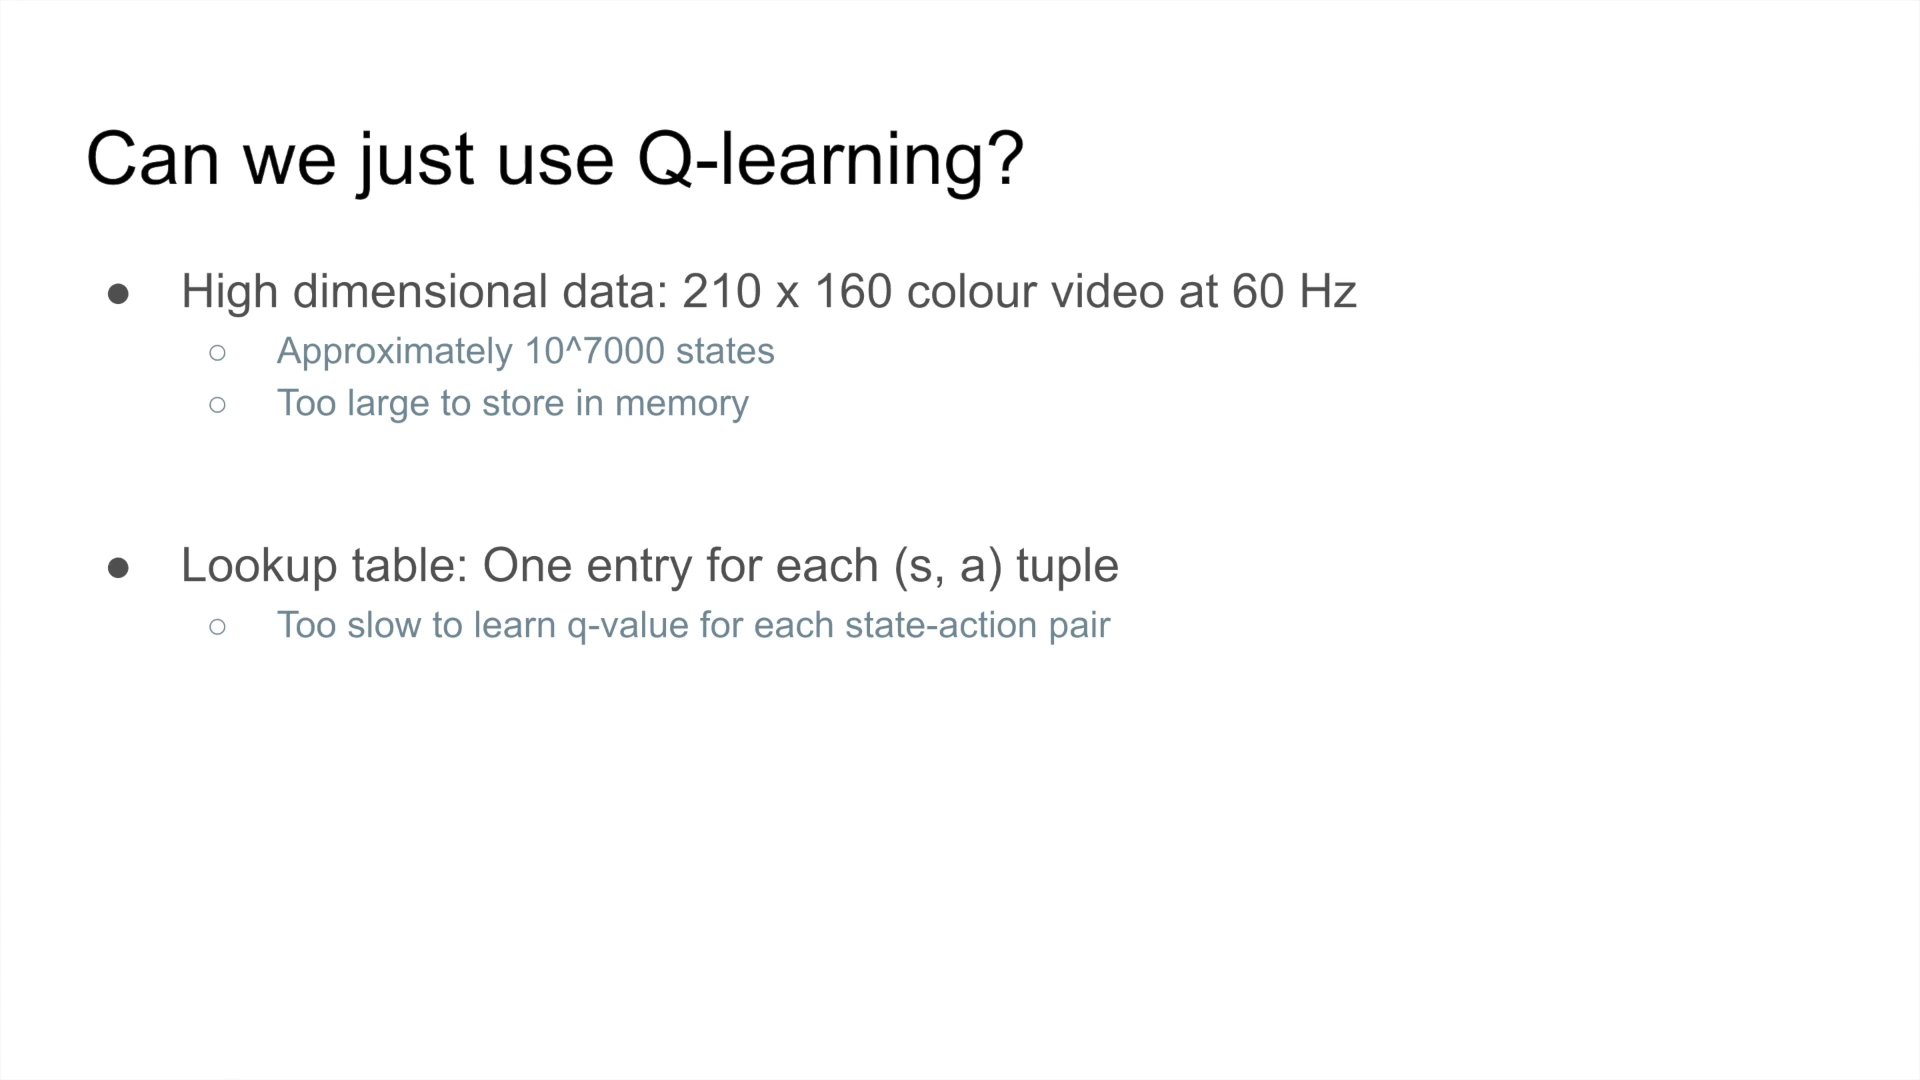 Can we just use Q-learning?
● High dimensional data: 210 x 160 colour video at 60 Hz
○ Approximately 10^7000 states
○ Too large to store in memory
● Lookup table: One entry for each (s, a) tuple
○ Too slow to learn q-value for each state-action pair